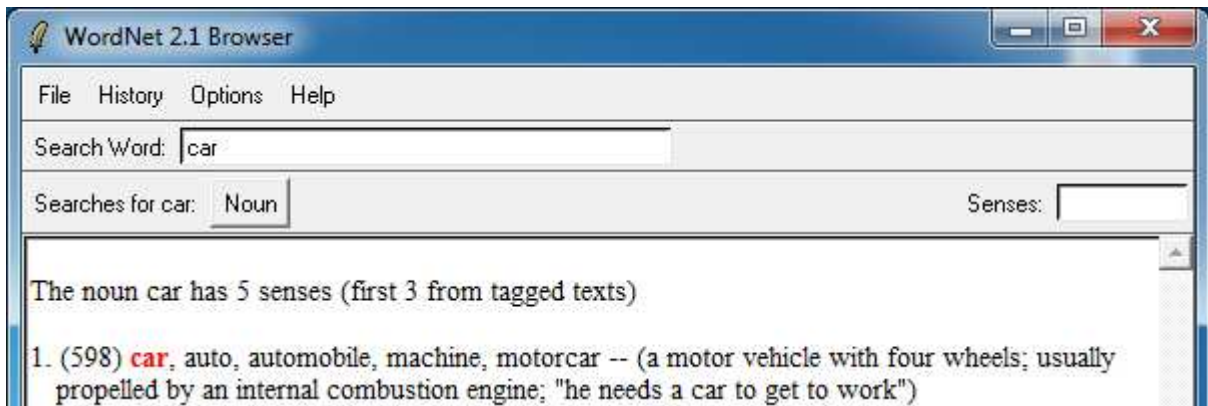 WordNet 2.1 Browser
File History Options Help
Search Word: car
Searches for car: Noun Senses:
The noun car has 5 senses (first 3 from tagged texts)
1. (598) car, auto, automobile, machine, motorcar -- (a motor vehicle with four wheels; usually
propelled by an internal combustion engine; "he needs a car to get to work")